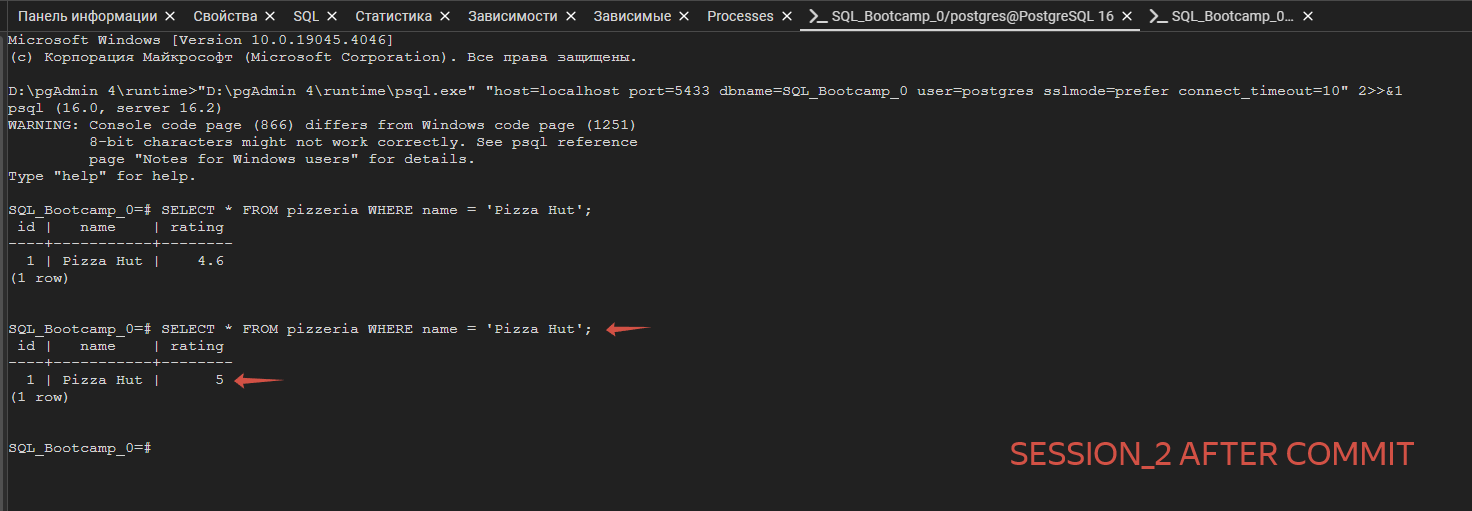 Панель информации × Свойства × SQL × Статистика × Зависимости × Зависимые × Processes × SQL_Bootcamp_0/postgres@PostgreSQL 16 × SQL_Bootcamp_0... ×
Microsoft Windows [Version 10.0.19045.4046]
(c) Корпорация Майкрософт (Microsoft Corporation). Все права защищены.
D:\pgAdmin 4\runtime>"D:\pgAdmin 4\runtime\psql.exe" "host=localhost port=5433 dbname=SQL_Bootcamp_0 user=postgres sslmode=prefer connect_timeout=10" 2>>&1
psql (16.0, server 16.2)
WARNING: Console code page (866) differs from Windows code page (1251)
         8-bit characters might not work correctly. See psql reference
         page "Notes for Windows users" for details.
Type "help" for help.
SQL_Bootcamp_0=# SELECT * FROM pizzeria WHERE name = 'Pizza Hut';
 id |   name    | rating
----+-----------+--------
  1 | Pizza Hut |    4.6
(1 row)
SQL_Bootcamp_0=# SELECT * FROM pizzeria WHERE name = 'Pizza Hut';
 id |   name    | rating
----+-----------+--------
  1 | Pizza Hut |      5
(1 row)
SQL_Bootcamp_0=#
SESSION_2 AFTER COMMIT